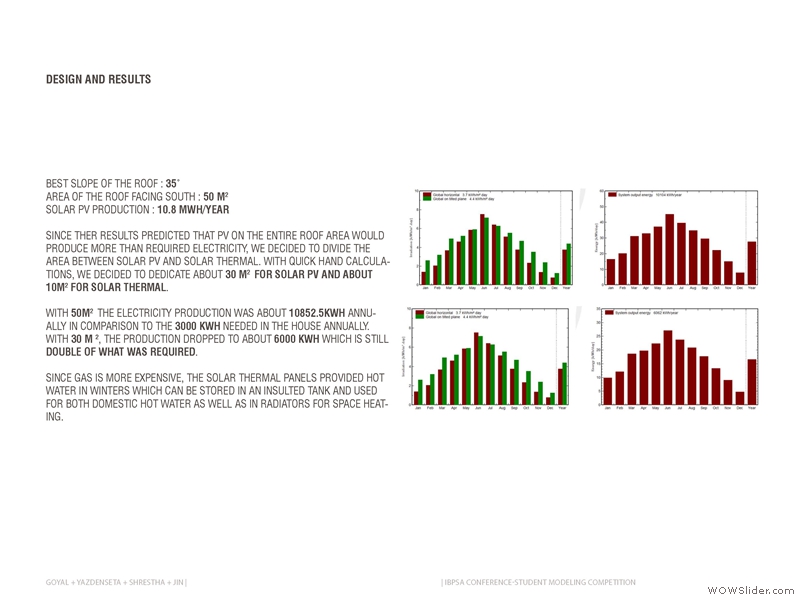 DESIGN AND RESULTS
BEST SLOPE OF THE ROOF : 35°
AREA OF THE ROOF FACING SOUTH : 50 M²
SOLAR PV PRODUCTION : 10.8 MWH/YEAR
SINCE THER RESULTS PREDICTED THAT PV ON THE ENTIRE ROOF AREA WOULD
PRODUCE MORE THAN REQUIRED ELECTRICITY, WE DECIDED TO DIVIDE THE
AREA BETWEEN SOLAR PV AND SOLAR THERMAL. WITH QUICK HAND CALCULA-
TIONS, WE DECIDED TO DEDICATE ABOUT 30 M² FOR SOLAR PV AND ABOUT
10M² FOR SOLAR THERMAL.
WITH 50M² THE ELECTRICITY PRODUCTION WAS ABOUT 10852.5KWH ANNU-
ALLY IN COMPARISON TO THE 3000 KWH NEEDED IN THE HOUSE ANNUALLY.
WITH 30 M ², THE PRODUCTION DROPPED TO ABOUT 6000 KWH WHICH IS STILL
DOUBLE OF WHAT WAS REQUIRED.
SINCE GAS IS MORE EXPENSIVE, THE SOLAR THERMAL PANELS PROVIDED HOT
WATER IN WINTERS WHICH CAN BE STORED IN AN INSULTED TANK AND USED
FOR BOTH DOMESTIC HOT WATER AS WELL AS IN RADIATORS FOR SPACE HEAT-
ING.
Global horizontal 3.7 kWh/m² day
Global on tilted plane 4.4 kWh/m² day
Jan Feb Mar Apr May Jun Jul Aug Sep Oct Nov Dec Year
System output energy kWh/year
Energy [kWh/day]
Jan Feb Mar Apr May Jun Jul Aug Sep Oct Nov Dec Year
Global horizontal 3.7 kWh/m² day
Global on tilted plane 4.4 kWh/m² day
Jan Feb Mar Apr May Jun Jul Aug Sep Oct Nov Dec Year
System output energy kWh/year
Energy [kWh/day]
Jan Feb Mar Apr May Jun Jul Aug Sep Oct Nov Dec Year
GOYAL + YAZDENSETA + SHRESTHA + JIN |
| IBPSA CONFERENCE-STUDENT MODELING COMPETITION
WOWSlider.com